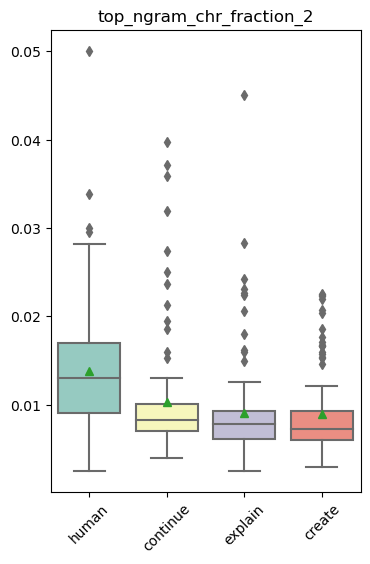 top_ngram_chr_fraction_2
0.05
0.04
0.03
0.02
0.01
human
continue
explain
create